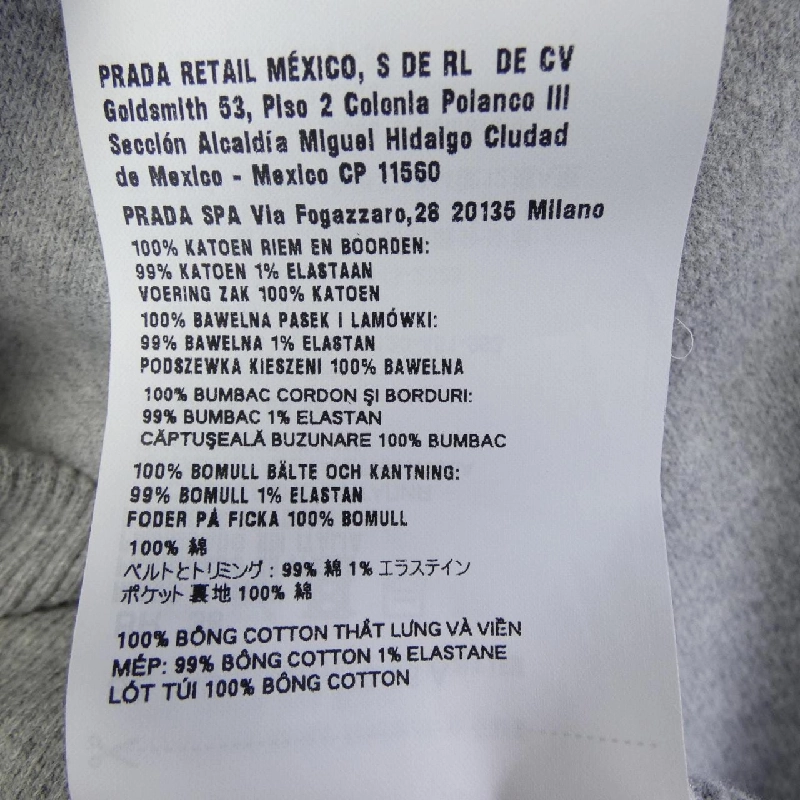 PRADA RETAIL MÉXICO, S DE RL DE CV
Goldsmith 53, Piso 2 Colonia Polanco III
Sección Alcaldía Miguel Hidalgo Ciudad
de Mexico - Mexico CP 11560
PRADA SPA Via Fogazzaro,28 20135 Milano
100% KATOEN RIEM EN BOORDEN:
99% KATOEN 1% ELASTAAN
VOERING ZAK 100% KATOEN
100% BAWELNA PASEK I LAMÓWKI:
99% BAWELNA 1% ELASTAN
PODSZEWKA KIESZENI 100% BAWELNA
100% BUMBAC CORDON ŞI BORDURI:
99% BUMBAC 1% ELASTAN
CĂPTUŞEALĂ BUZUNARE 100% BUMBAC
100% BOMULL BÄLTE OCH KANTNING:
99% BOMULL 1% ELASTAN
FODER PÅ FICKA 100% BOMULL
100% 綿
ベルトとトリミング : 99% 綿 1% エラステイン
ポケット 裏地 100% 綿
100% BÔNG COTTON THẮT LƯNG VÀ VIỀN
MÉP: 99% BÔNG COTTON 1% ELASTANE
LÓT TÚI 100% BÔNG COTTON